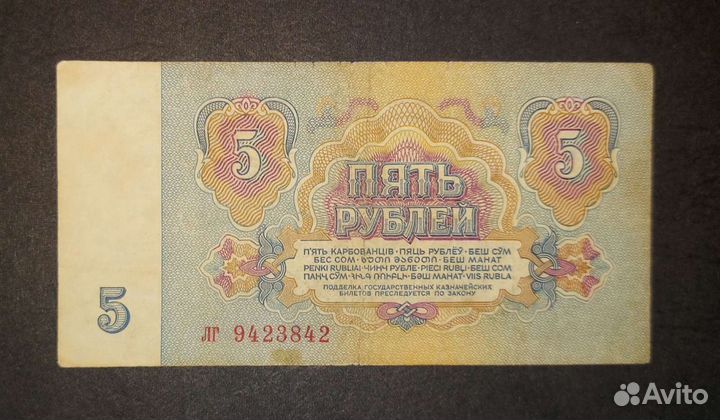 5
5
ПЯТЬ
РУБЛЕЙ
П'ЯТЬ КАРБОВАНЦІВ • ПЯЦЬ РУБЛЁЎ • БЕШ СЎМ
БЕС СОМ • ᲮᲣᲗᲘ ᲛᲐᲜᲔᲗᲘ • БЕШ МАНАТ
PENKI RUBLIAI • ЧИНЧ РУБЛЕ • PIECI RUBĻI • БЕШ СОМ
ПАНҶ СЎМ • ՀԻՆԳ ՌՈՒԲԼԻ • БӘШ МАНАТ • VIIS RUBLA
ПОДДЕЛКА ГОСУДАРСТВЕННЫХ КАЗНАЧЕЙСКИХ
БИЛЕТОВ ПРЕСЛЕДУЕТСЯ ПО ЗАКОНУ
5
лг 9423842
Avito